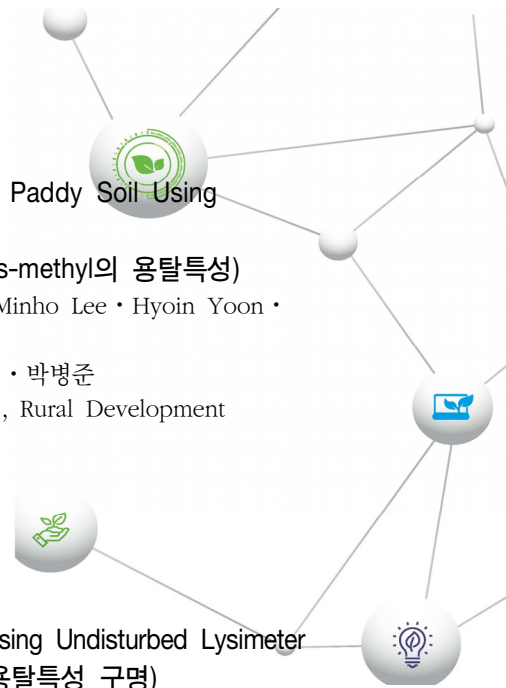 Paddy Soil Using
s-methyl의 용탈특성)
Minho Lee · Hyoin Yoon ·
· 박병준
, Rural Development
sing Undisturbed Lysimeter
용탈특성 구명)